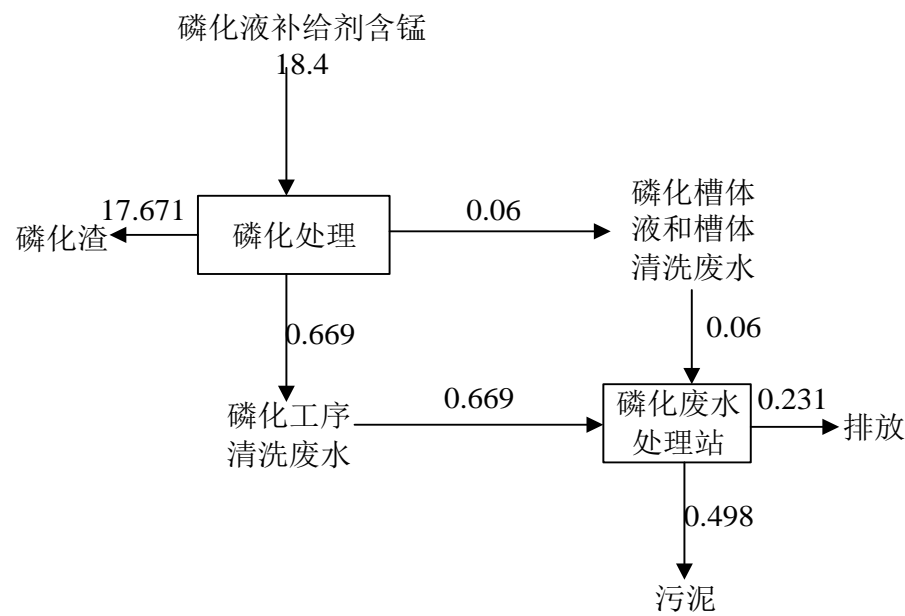 磷化液补给剂含锰
18.4
17.671
磷化渣
磷化处理
0.06
磷化槽体
液和槽体
清洗废水
0.669
0.06
磷化工序
清洗废水
0.669
磷化废水
处理站
0.231
排放
0.498
污泥